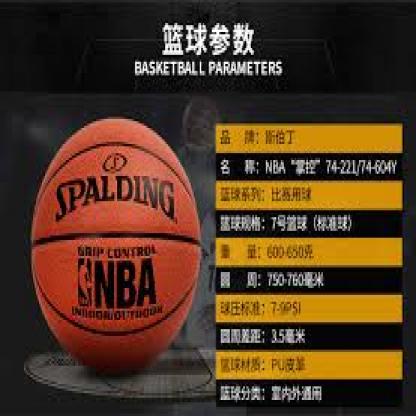 篮球参数
BASKETBALL PARAMETERS
SPALDING
GRIP CONTROL
NBA
INDOOR/OUTDOOR
品 牌：斯伯丁
名 称：NBA“掌控”74-221/74-604Y
篮球系列：比赛用球
篮球规格：7号篮球（标准球）
重 量：600-650克
圆 周：750-760毫米
球压标准：7-9PSI
圆周差距：3.5毫米
篮球材质：PU皮革
篮球分类：室内外通用